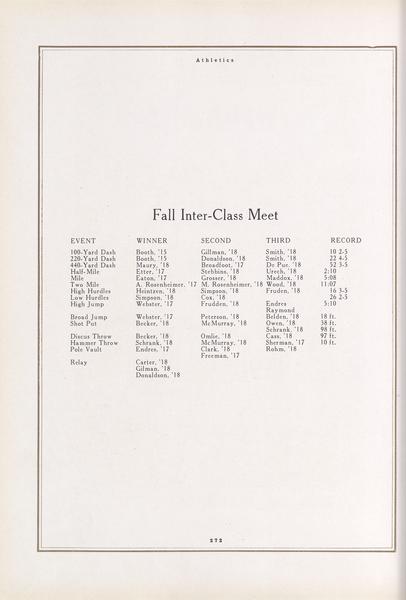 Athletics
Fall Inter-Class Meet
EVENT WINNER SECOND THIRD RECORD
100-Yard Dash Booth, '15 Gillman, '18 Smith, '18 10 2-5
220-Yard Dash Booth, '15 Donaldson, '18 Smith, '18 22 4-5
440-Yard Dash Maury, '18 Broadfoot, '17 De Pue, '18 52 3-5
Half-Mile Etter, '17 Stebbins, '18 Urech, '18 2:10
Mile Eaton, '17 Grosser, '18 Maddox, '18 5:08
Two Mile A. Rosenheimer, '17 M. Rosenheimer, '18 Wood, '18 11:07
High Hurdles Heintzen, '18 Simpson, '18 Fruden, '18 16 3-5
Low Hurdles Simpson, '18 Cox, '18 26 2-5
High Jump Webster, '17 Frudden, '18 Endres 5:10
Raymond
Broad Jump Webster, '17 Peterson, '18 Belden, '18 18 ft.
Shot Put Becker, '18 McMurray, '18 Owen, '18 38 ft.
Schrank, '18 98 ft.
Discus Throw Becker, '18 Omlie, '18 Cass, '18 97 ft.
Hammer Throw Schrank, '18 McMurray, '18 Sherman, '17 10 ft.
Pole Vault Endres, '17 Clark, '18 Rohm, '18
Freeman, '17
Relay Carter, '18
Gilman, '18
Donaldson, '18
272